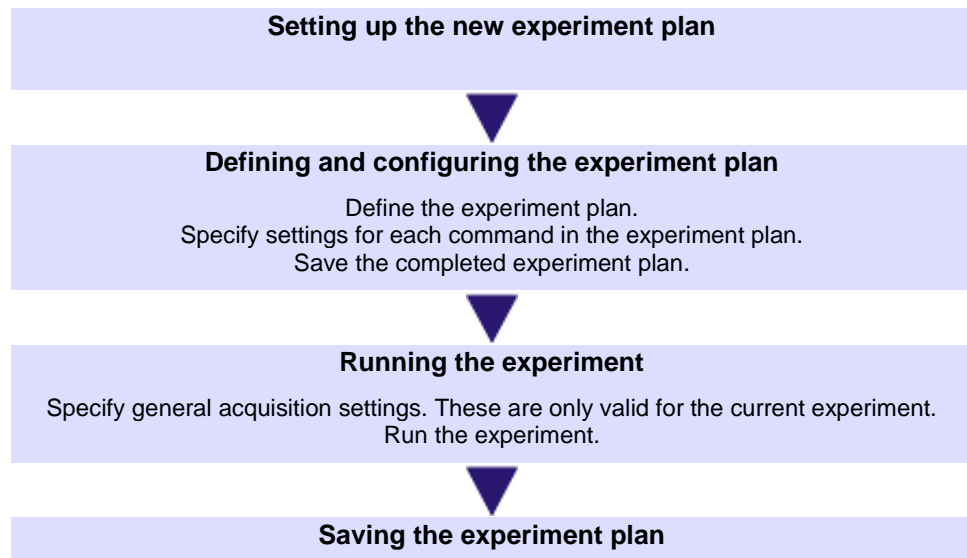 Setting up the new experiment plan
Defining and configuring the experiment plan
Define the experiment plan.
Specify settings for each command in the experiment plan.
Save the completed experiment plan.
Running the experiment
Specify general acquisition settings. These are only valid for the current experiment.
Run the experiment.
Saving the experiment plan